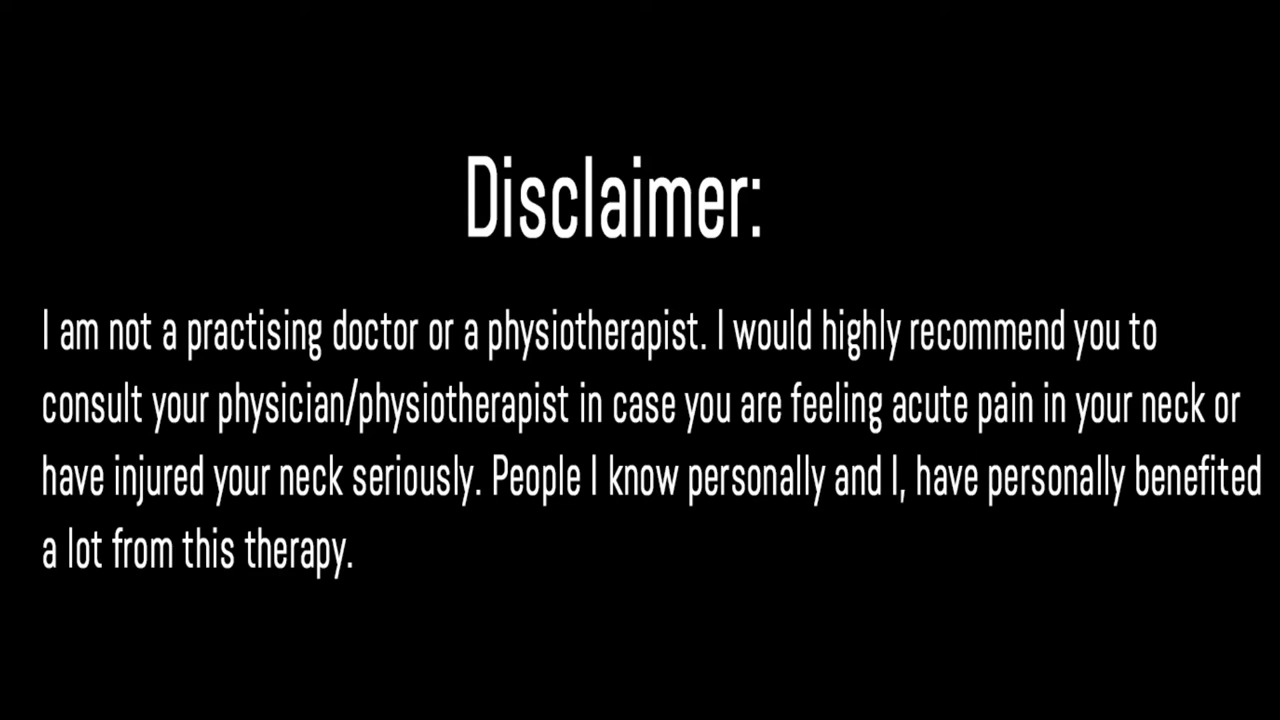 Disclaimer:
I am not a practising doctor or a physiotherapist. I would highly recommend you to
consult your physician/physiotherapist in case you are feeling acute pain in your neck or
have injured your neck seriously. People I know personally and I, have personally benefited
a lot from this therapy.